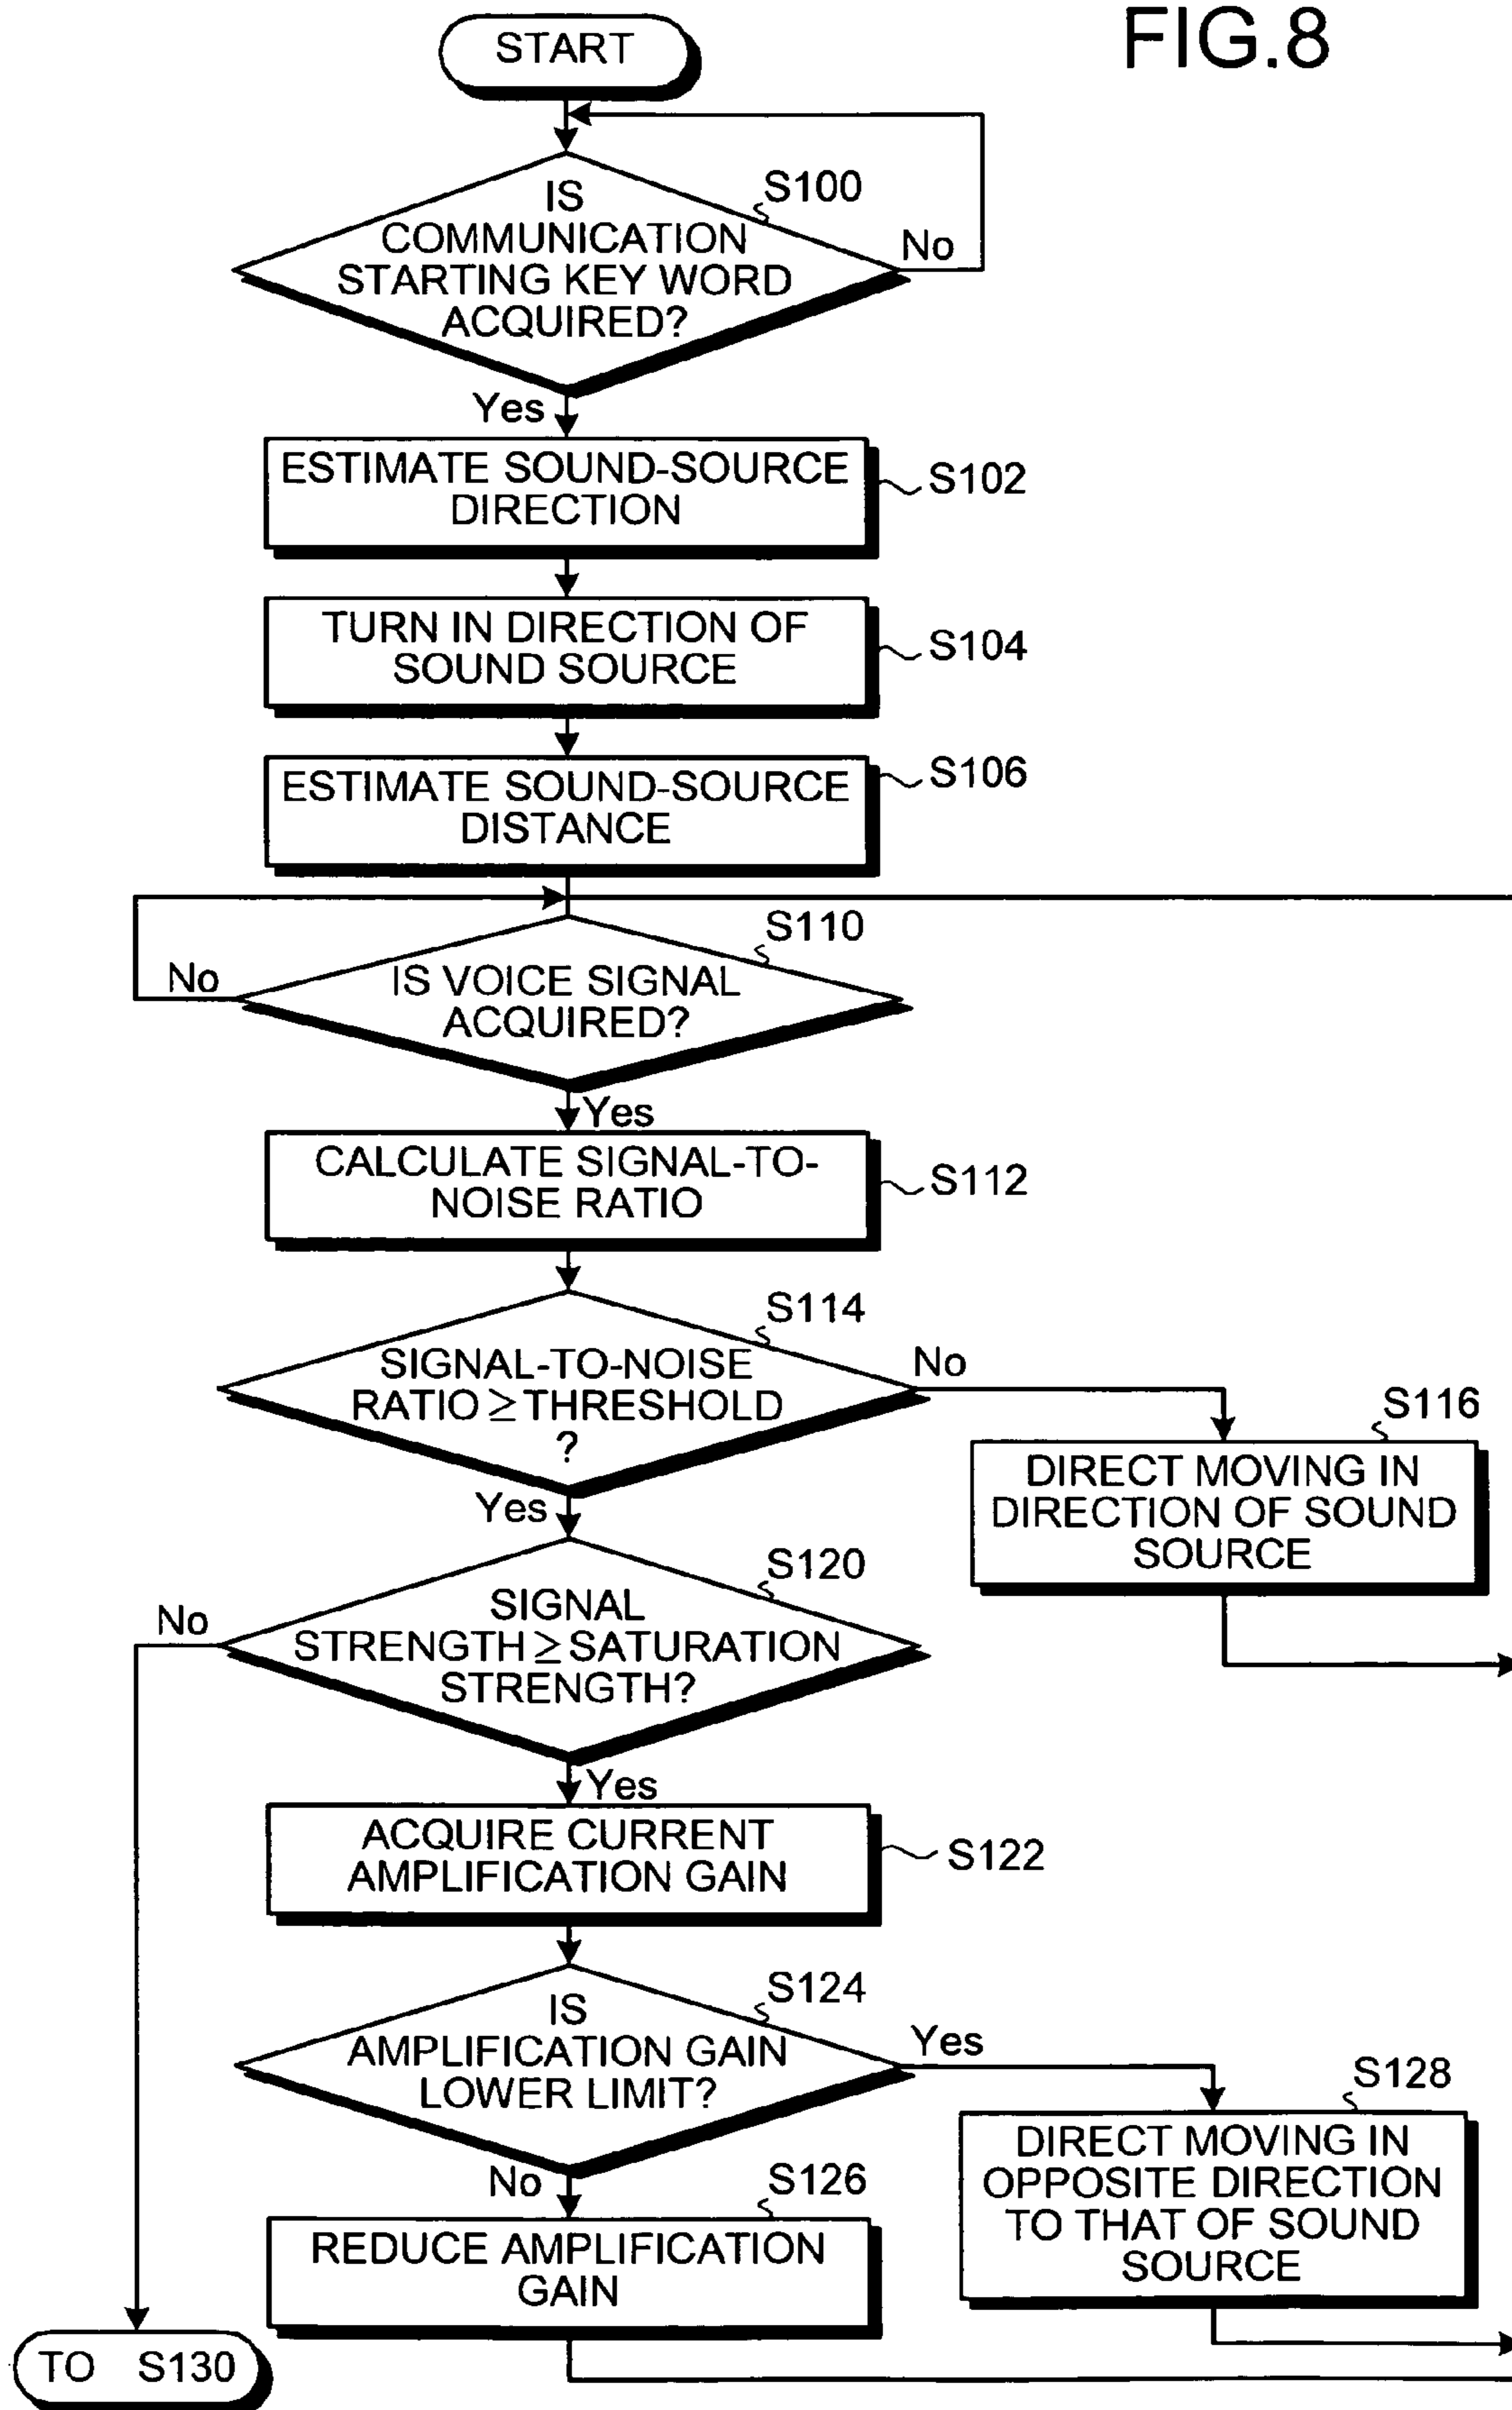 FIG.8
START
IS
COMMUNICATION
STARTING KEY WORD
ACQUIRED?
S100
No
Yes
ESTIMATE SOUND-SOURCE
DIRECTION
S102
TURN IN DIRECTION OF
SOUND SOURCE
S104
ESTIMATE SOUND-SOURCE
DISTANCE
S106
S110
No
IS VOICE SIGNAL
ACQUIRED?
Yes
CALCULATE SIGNAL-TO-
NOISE RATIO
S112
S114
SIGNAL-TO-NOISE
RATIO≥THRESHOLD
?
No
Yes
S116
DIRECT MOVING IN
DIRECTION OF SOUND
SOURCE
S120
SIGNAL
STRENGTH≥SATURATION
STRENGTH?
No
Yes
ACQUIRE CURRENT
AMPLIFICATION GAIN
S122
S124
IS
AMPLIFICATION GAIN
LOWER LIMIT?
Yes
No
S128
DIRECT MOVING IN
OPPOSITE DIRECTION
TO THAT OF SOUND
SOURCE
S126
REDUCE AMPLIFICATION
GAIN
TO S130